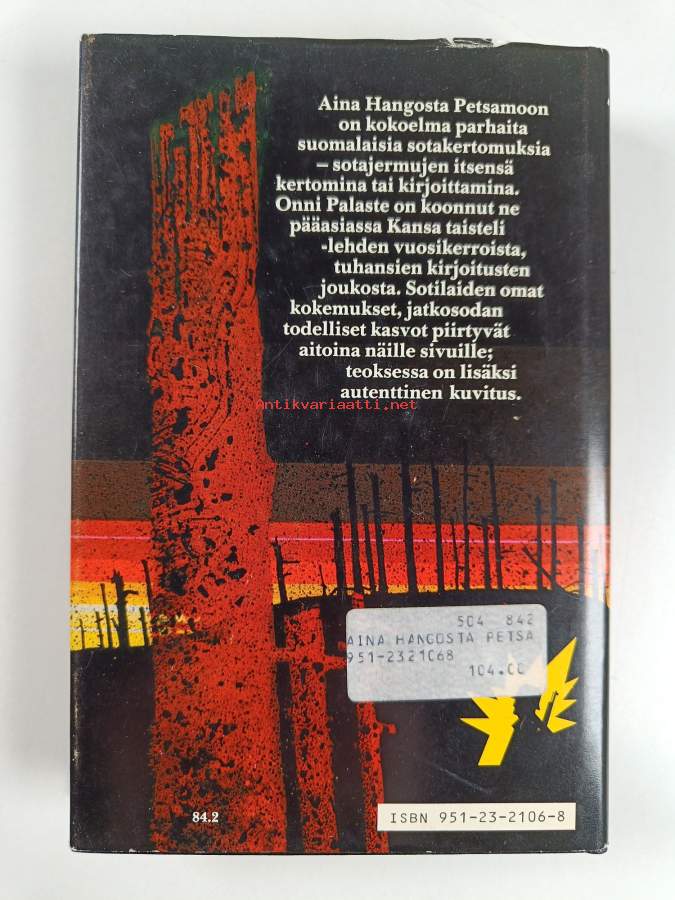 Aina Hangosta Petsamoon
on kokoelma parhaita
suomalaisia sotakertomuksia
– sotajermujen itsensä
kertomina tai kirjoittamina.
Onni Palaste on koonnut ne
pääasiassa Kansa taisteli
-lehden vuosikerroista,
tuhansien kirjoitusten
joukosta. Sotilaiden omat
kokemukset, jatkosodan
todelliset kasvot piirtyvät
aitoina näille sivuille;
teoksessa on lisäksi
autenttinen kuvitus.
Antikvariaatti.net
504 842
AINA HANGOSTA PETSA
951-2321068
104.00
84.2
ISBN 951-23-2106-8